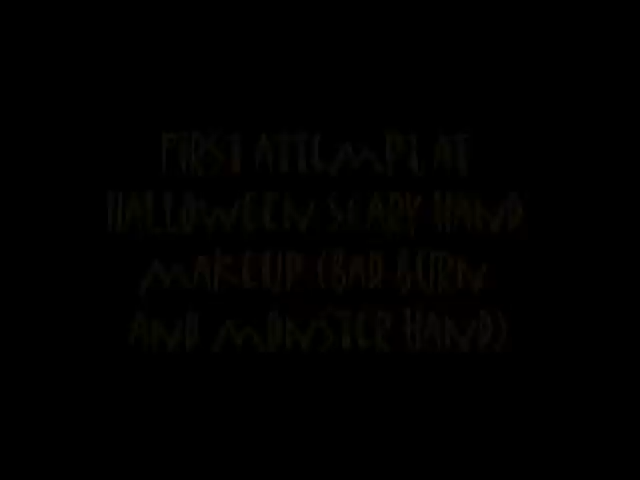 FIRST ATTEMPT AT
HALLOWEEN SCARY HAND
MAKEUP (BAD BURN
AND MONSTER HAND)